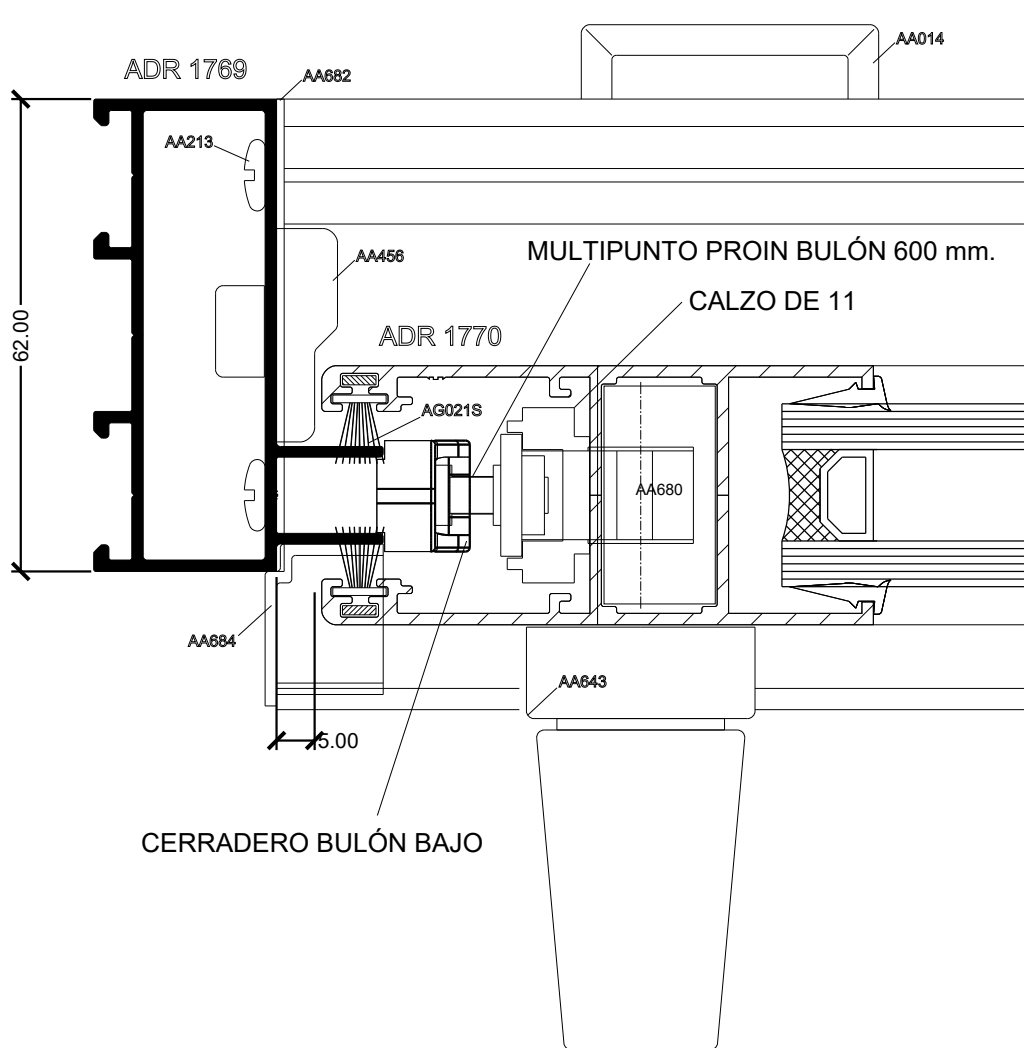 AA014
ADR 1769
AA682
AA213
MULTIPUNTO PROIN BULÓN 600 mm.
AA456
CALZO DE 11
62.00
ADR 1770
AG021S
AA680
AA684
AA643
5.00
CERRADERO BULÓN BAJO